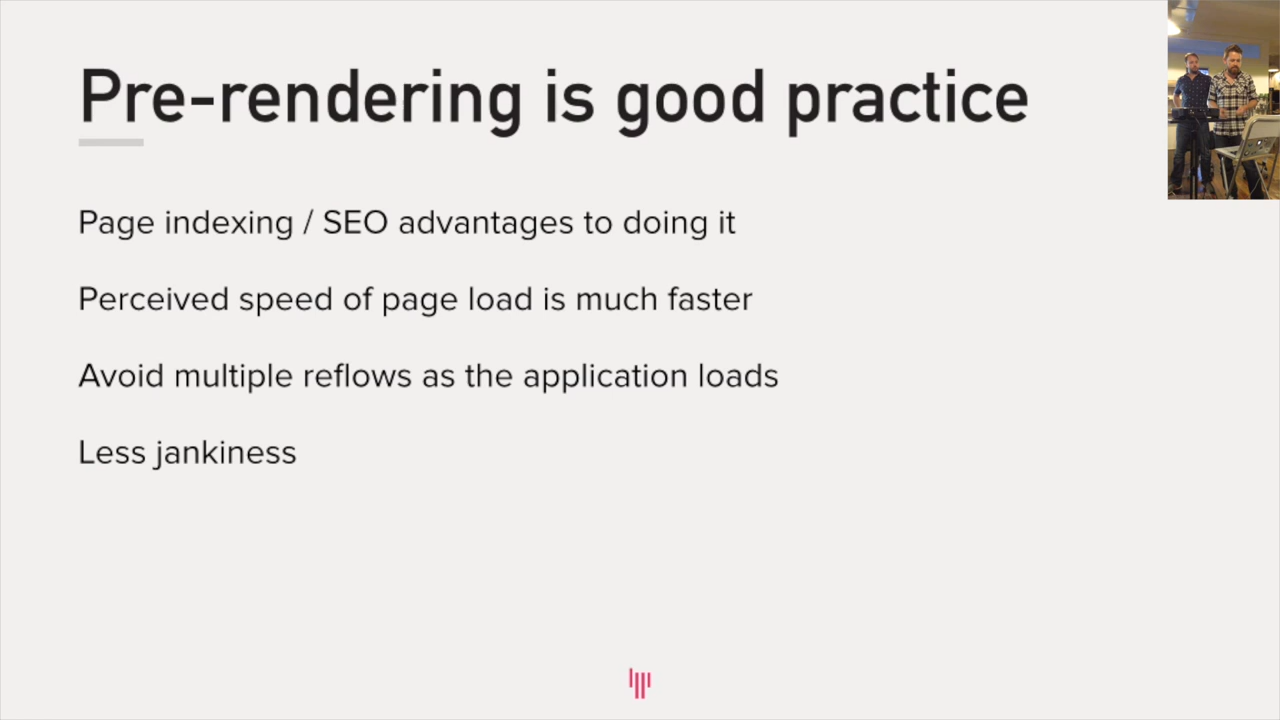 Pre-rendering is good practice
Page indexing / SEO advantages to doing it
Perceived speed of page load is much faster
Avoid multiple reflows as the application loads
Less jankiness